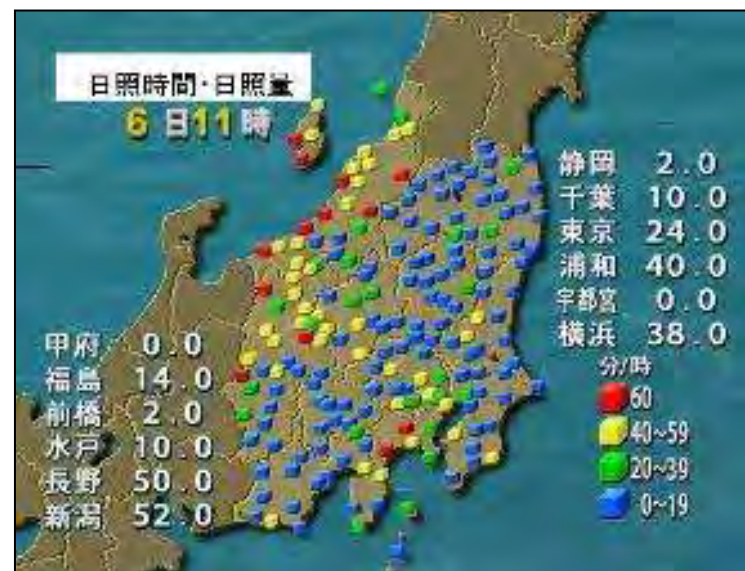 日照時間・日照量
6日11時
静岡 2.0
千葉 10.0
東京 24.0
浦和 40.0
宇都宮 0.0
横浜 38.0
分/時
60
40~59
20~39
0~19
甲府 0.0
福島 14.0
前橋 2.0
水戸 10.0
長野 50.0
新潟 52.0